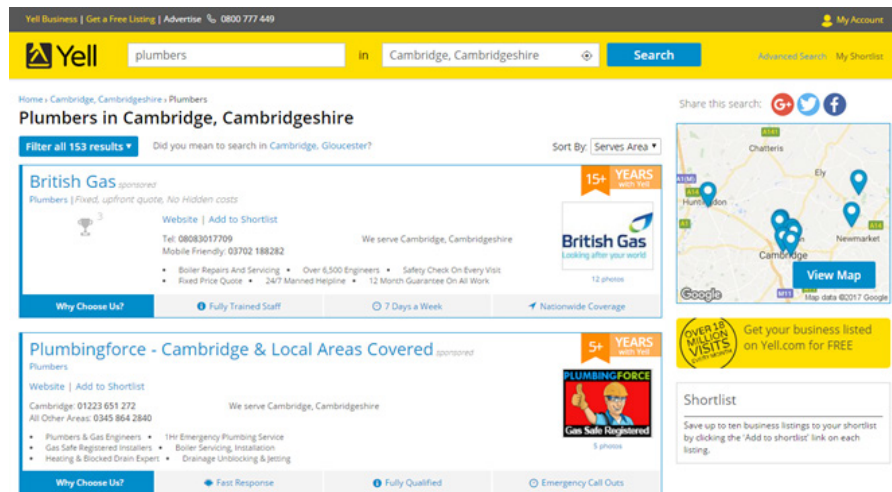 Yell Business | Get a Free Listing | Advertise 0800 777 449
My Account
Yell
plumbers
in
Cambridge, Cambridgeshire
Search
Advanced Search My Shortlist
Home › Cambridge, Cambridgeshire › Plumbers
Plumbers in Cambridge, Cambridgeshire
Share this search:
Filter all 153 results ▾
Did you mean to search in Cambridge, Gloucester?
Sort By: Serves Area
British Gas sponsored
15+ YEARS
with Yell
Plumbers | Fixed, upfront quote, No Hidden costs
3
Website | Add to Shortlist
Tel: 08083017709
We serve Cambridge, Cambridgeshire
Mobile Friendly: 03702 188282
British Gas
Looking after your world
• Boiler Repairs And Servicing • Over 6,500 Engineers • Safety Check On Every Visit
• Fixed Price Quote • 24/7 Manned Helpline • 12 Month Guarantee On All Work
12 photos
Why Choose Us?
Fully Trained Staff
7 Days a Week
Nationwide Coverage
Plumbingforce - Cambridge & Local Areas Covered sponsored
5+ YEARS
with Yell
Plumbers
Website | Add to Shortlist
Cambridge: 01223 651 272
We serve Cambridge, Cambridgeshire
All Other Areas: 0345 864 2840
PLUMBINGFORCE
Gas Safe Registered
• Plumbers & Gas Engineers • 1Hr Emergency Plumbing Service
• Gas Safe Registered Installers • Boiler Servicing, Installation
• Heating & Blocked Drain Expert • Drainage Unblocking & Jetting
5 photos
Why Choose Us?
Fast Response
Fully Qualified
Emergency Call Outs
A141
Chatteris
Ely
A1(M)
A14
Huntingdon
A1
A14
Newmarket
Cambridge
View Map
Google
M11
Map data ©2017 Google
OVER 18
MILLION
VISITS
EVERY MONTH
Get your business listed
on Yell.com for FREE
Shortlist
Save up to ten business listings to your shortlist
by clicking the 'Add to shortlist' link on each
listing.